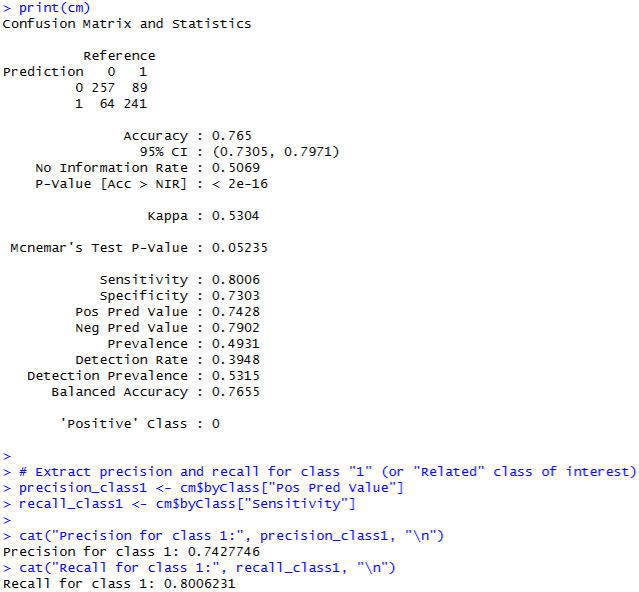 > print(cm)
Confusion Matrix and Statistics

          Reference
Prediction   0   1
         0 257  89
         1  64 241

               Accuracy : 0.765
                 95% CI : (0.7305, 0.7971)
    No Information Rate : 0.5069
    P-Value [Acc > NIR] : < 2e-16

                  Kappa : 0.5304

 Mcnemar's Test P-Value : 0.05235

            Sensitivity : 0.8006
            Specificity : 0.7303
         Pos Pred Value : 0.7428
         Neg Pred Value : 0.7902
             Prevalence : 0.4931
         Detection Rate : 0.3948
   Detection Prevalence : 0.5315
      Balanced Accuracy : 0.7655

       'Positive' Class : 0

>
> # Extract precision and recall for class "1" (or "Related" class of interest)
> precision_class1 <- cm$byClass["Pos Pred Value"]
> recall_class1 <- cm$byClass["Sensitivity"]
>
> cat("Precision for class 1:", precision_class1, "\n")
Precision for class 1: 0.7427746
> cat("Recall for class 1:", recall_class1, "\n")
Recall for class 1: 0.8006231